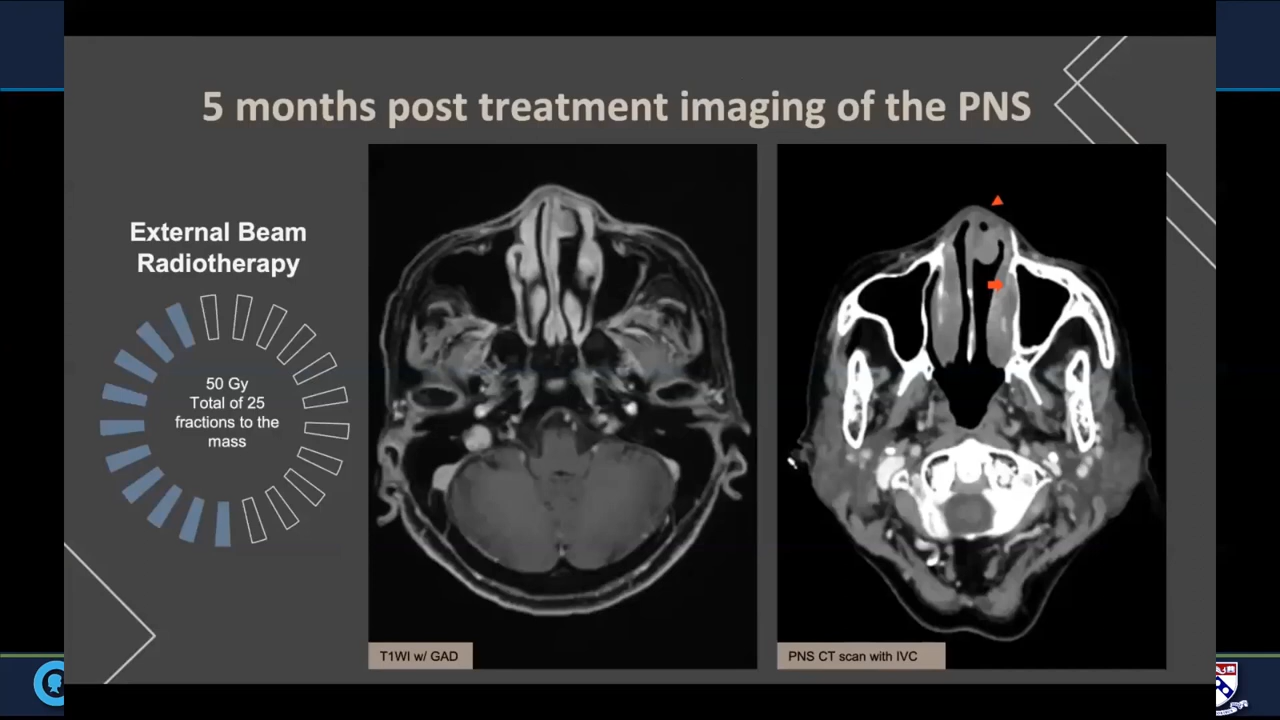 5 months post treatment imaging of the PNS
External Beam
Radiotherapy
50 Gy
Total of 25
fractions to the
mass
T1WI w/ GAD
PNS CT scan with IVC